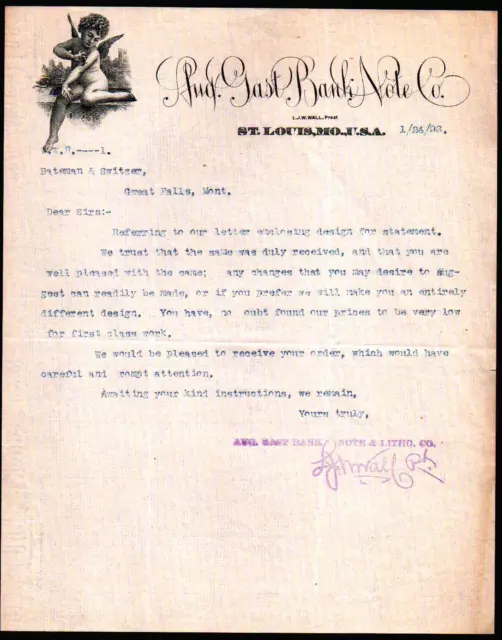 Aug. Gast Bank Note Co.
L.J.W. WALL, Prest
ST. LOUIS, MO., U.S.A. 1/24/93.
Bateman & Switzer,
Great Falls, Mont.
Dear Sirs:-
Referring to our letter enclosing design for statement.
We trust that the same was duly received, and that you are
well pleased with the same; any changes that you may desire to sug-
gest can readily be made, or if you prefer we will make you an entirely
different design. You have, no oubt found our prices to be very low
for first class work.
We would be pleased to receive your order, which would have
careful and rompt attention.
Awaiting your kind instructions, we remain,
Yours truly,
AUG. GAST BANK NOTE & LITHO. CO.
L.J.W. Wall Pt.